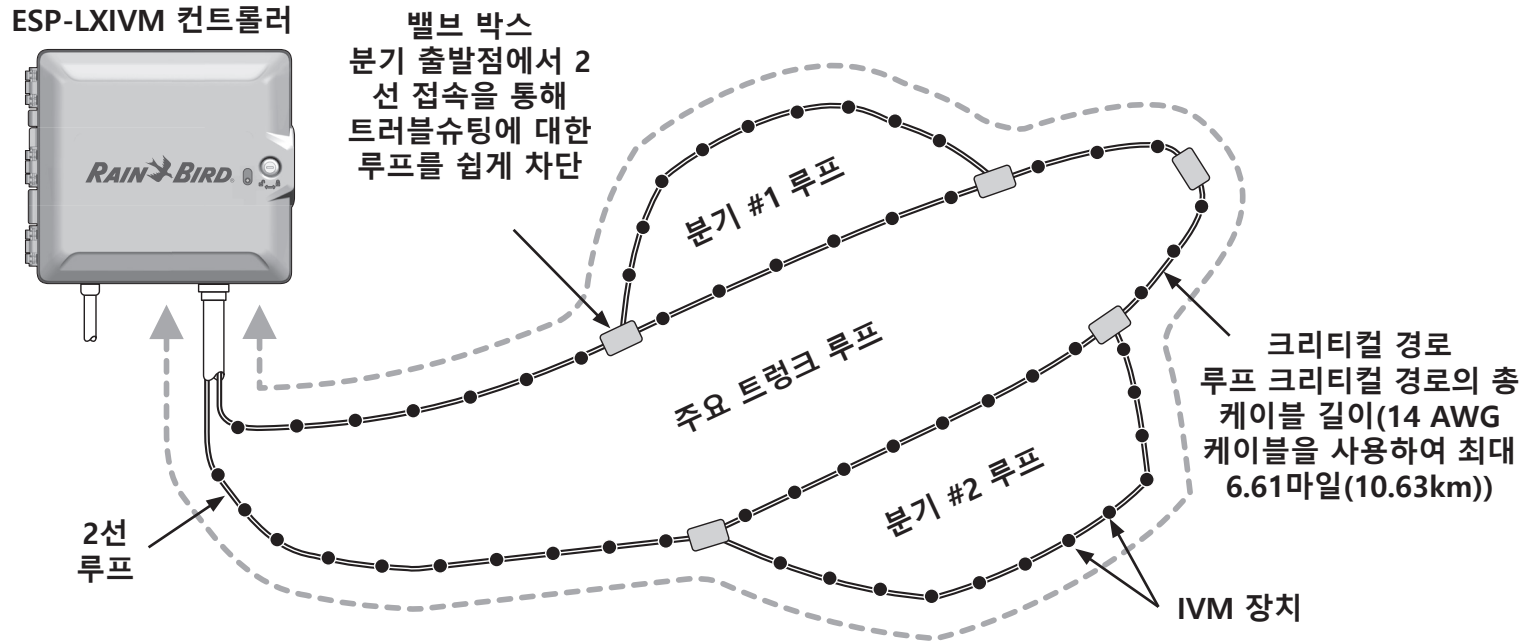 ESP-LXIVM 컨트롤러
밸브 박스
분기 출발점에서 2
선 접속을 통해
트러블슈팅에 대한
루프를 쉽게 차단
RAIN BIRD
분기 #1 루프
주요 트렁크 루프
크리티컬 경로
루프 크리티컬 경로의 총
케이블 길이(14 AWG
케이블을 사용하여 최대
6.61마일(10.63km))
분기 #2 루프
2선
루프
IVM 장치